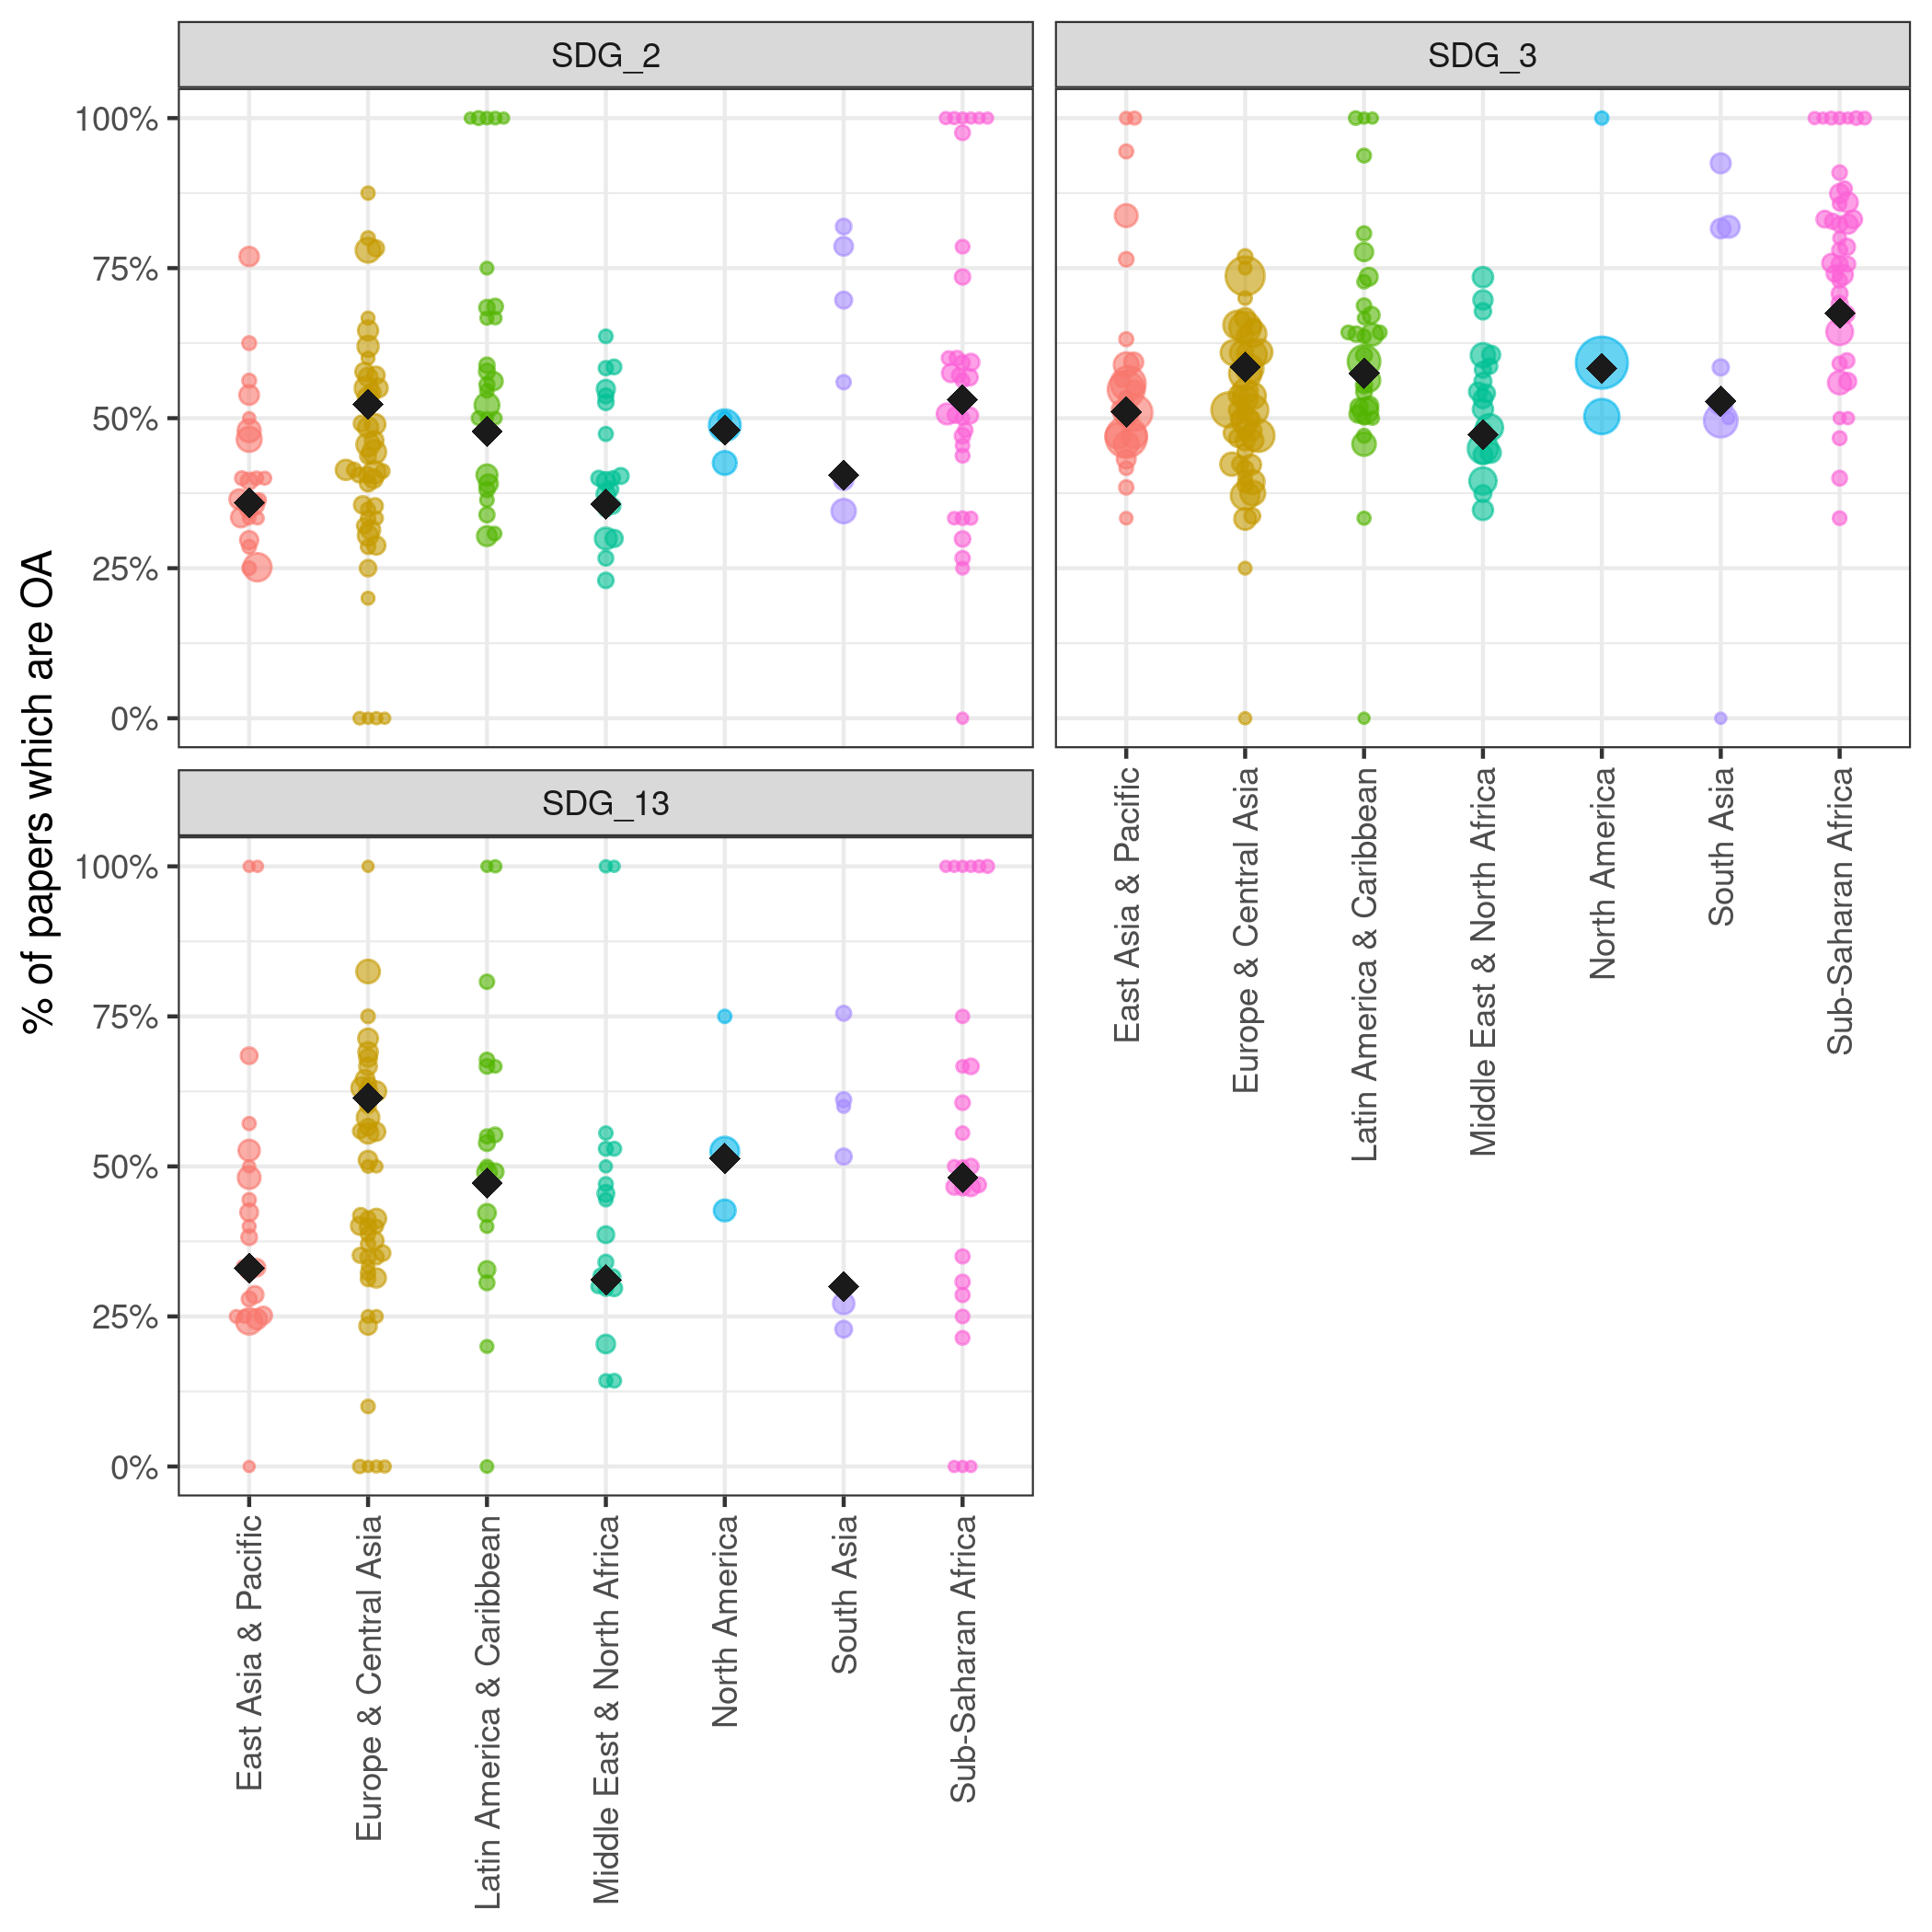 SDG_2
SDG_3
100%
75%
50%
25%
0%
% of papers which are OA
East Asia & Pacific
Europe & Central Asia
Latin America & Caribbean
Middle East & North Africa
North America
South Asia
Sub-Saharan Africa
SDG_13
100%
75%
50%
25%
0%
East Asia & Pacific
Europe & Central Asia
Latin America & Caribbean
Middle East & North Africa
North America
South Asia
Sub-Saharan Africa